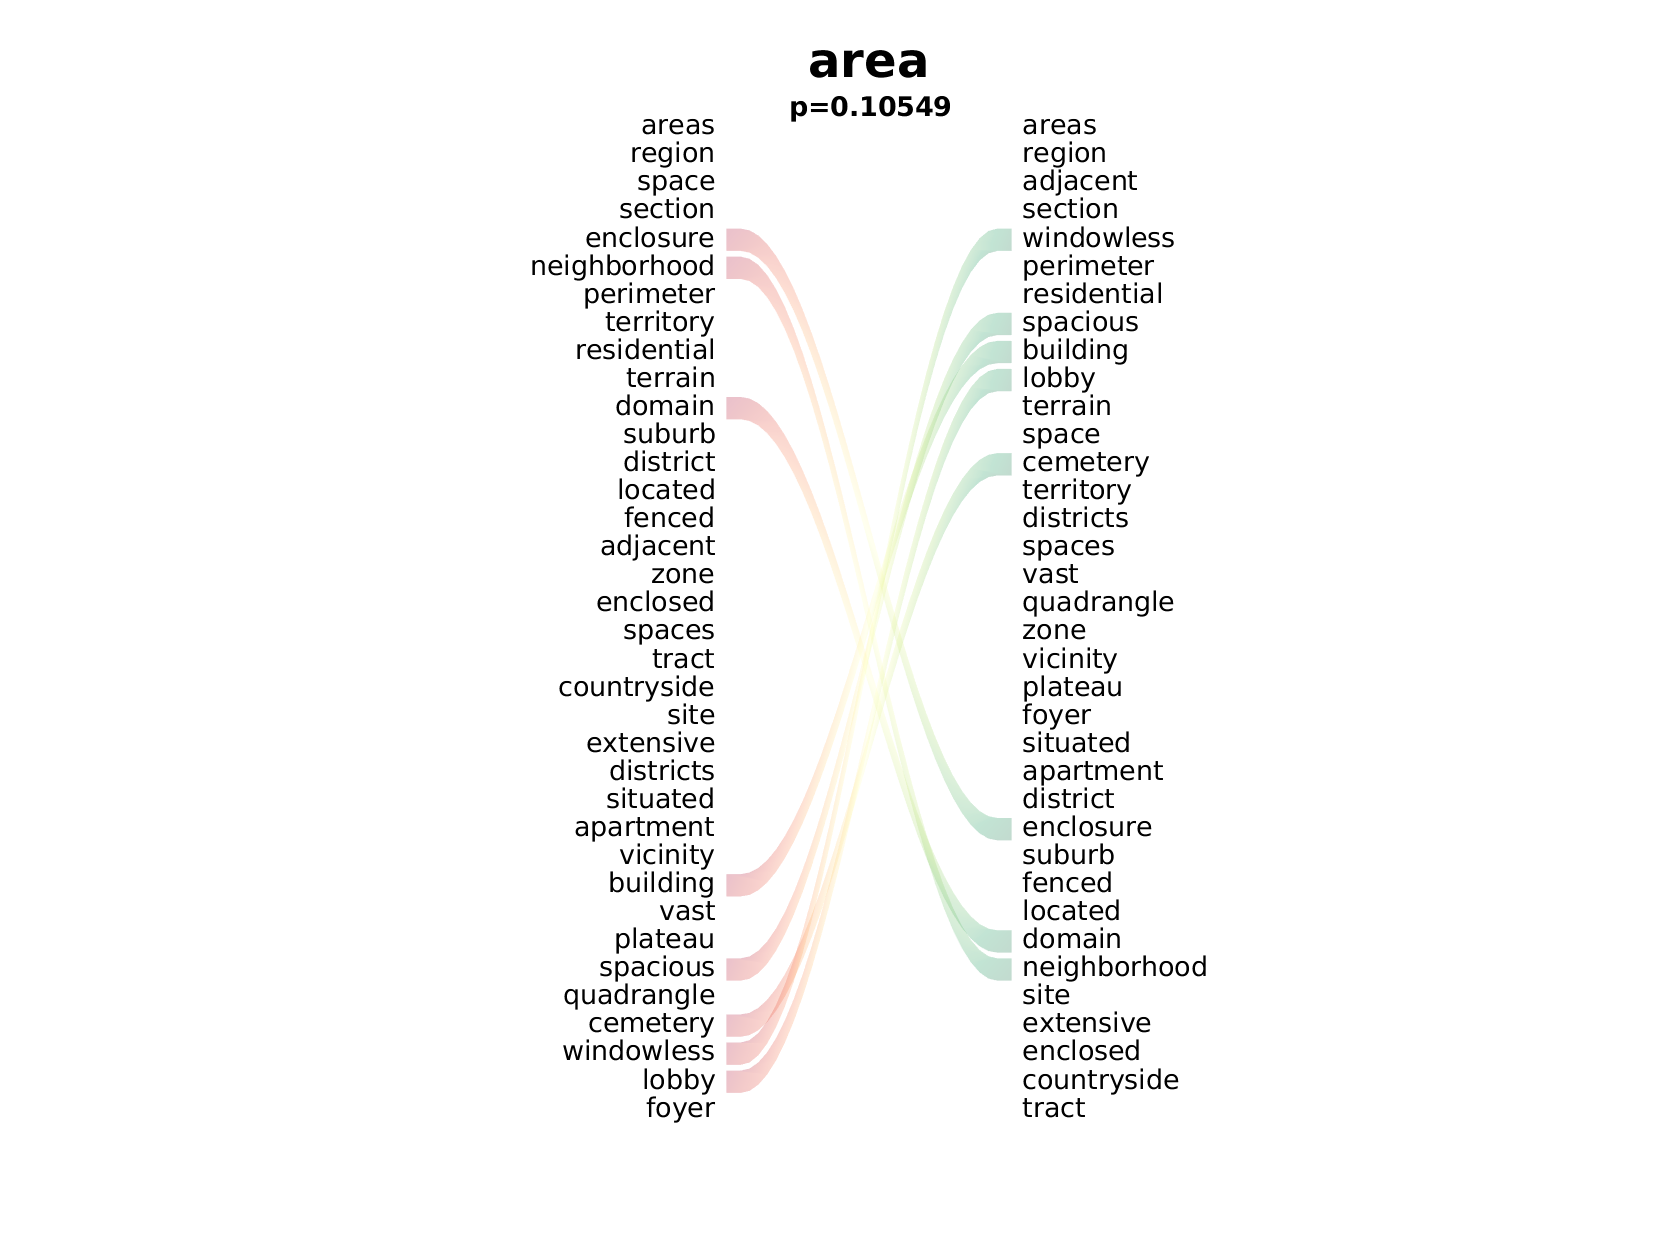 area
p=0.10549
areas areas
region region
space adjacent
section section
enclosure windowless
neighborhood perimeter
perimeter residential
territory spacious
residential building
terrain lobby
domain terrain
suburb space
district cemetery
located territory
fenced districts
adjacent spaces
zone vast
enclosed quadrangle
spaces zone
tract vicinity
countryside plateau
site foyer
extensive situated
districts apartment
situated district
apartment enclosure
vicinity suburb
building fenced
vast located
plateau domain
spacious neighborhood
quadrangle site
cemetery extensive
windowless enclosed
lobby countryside
foyer tract